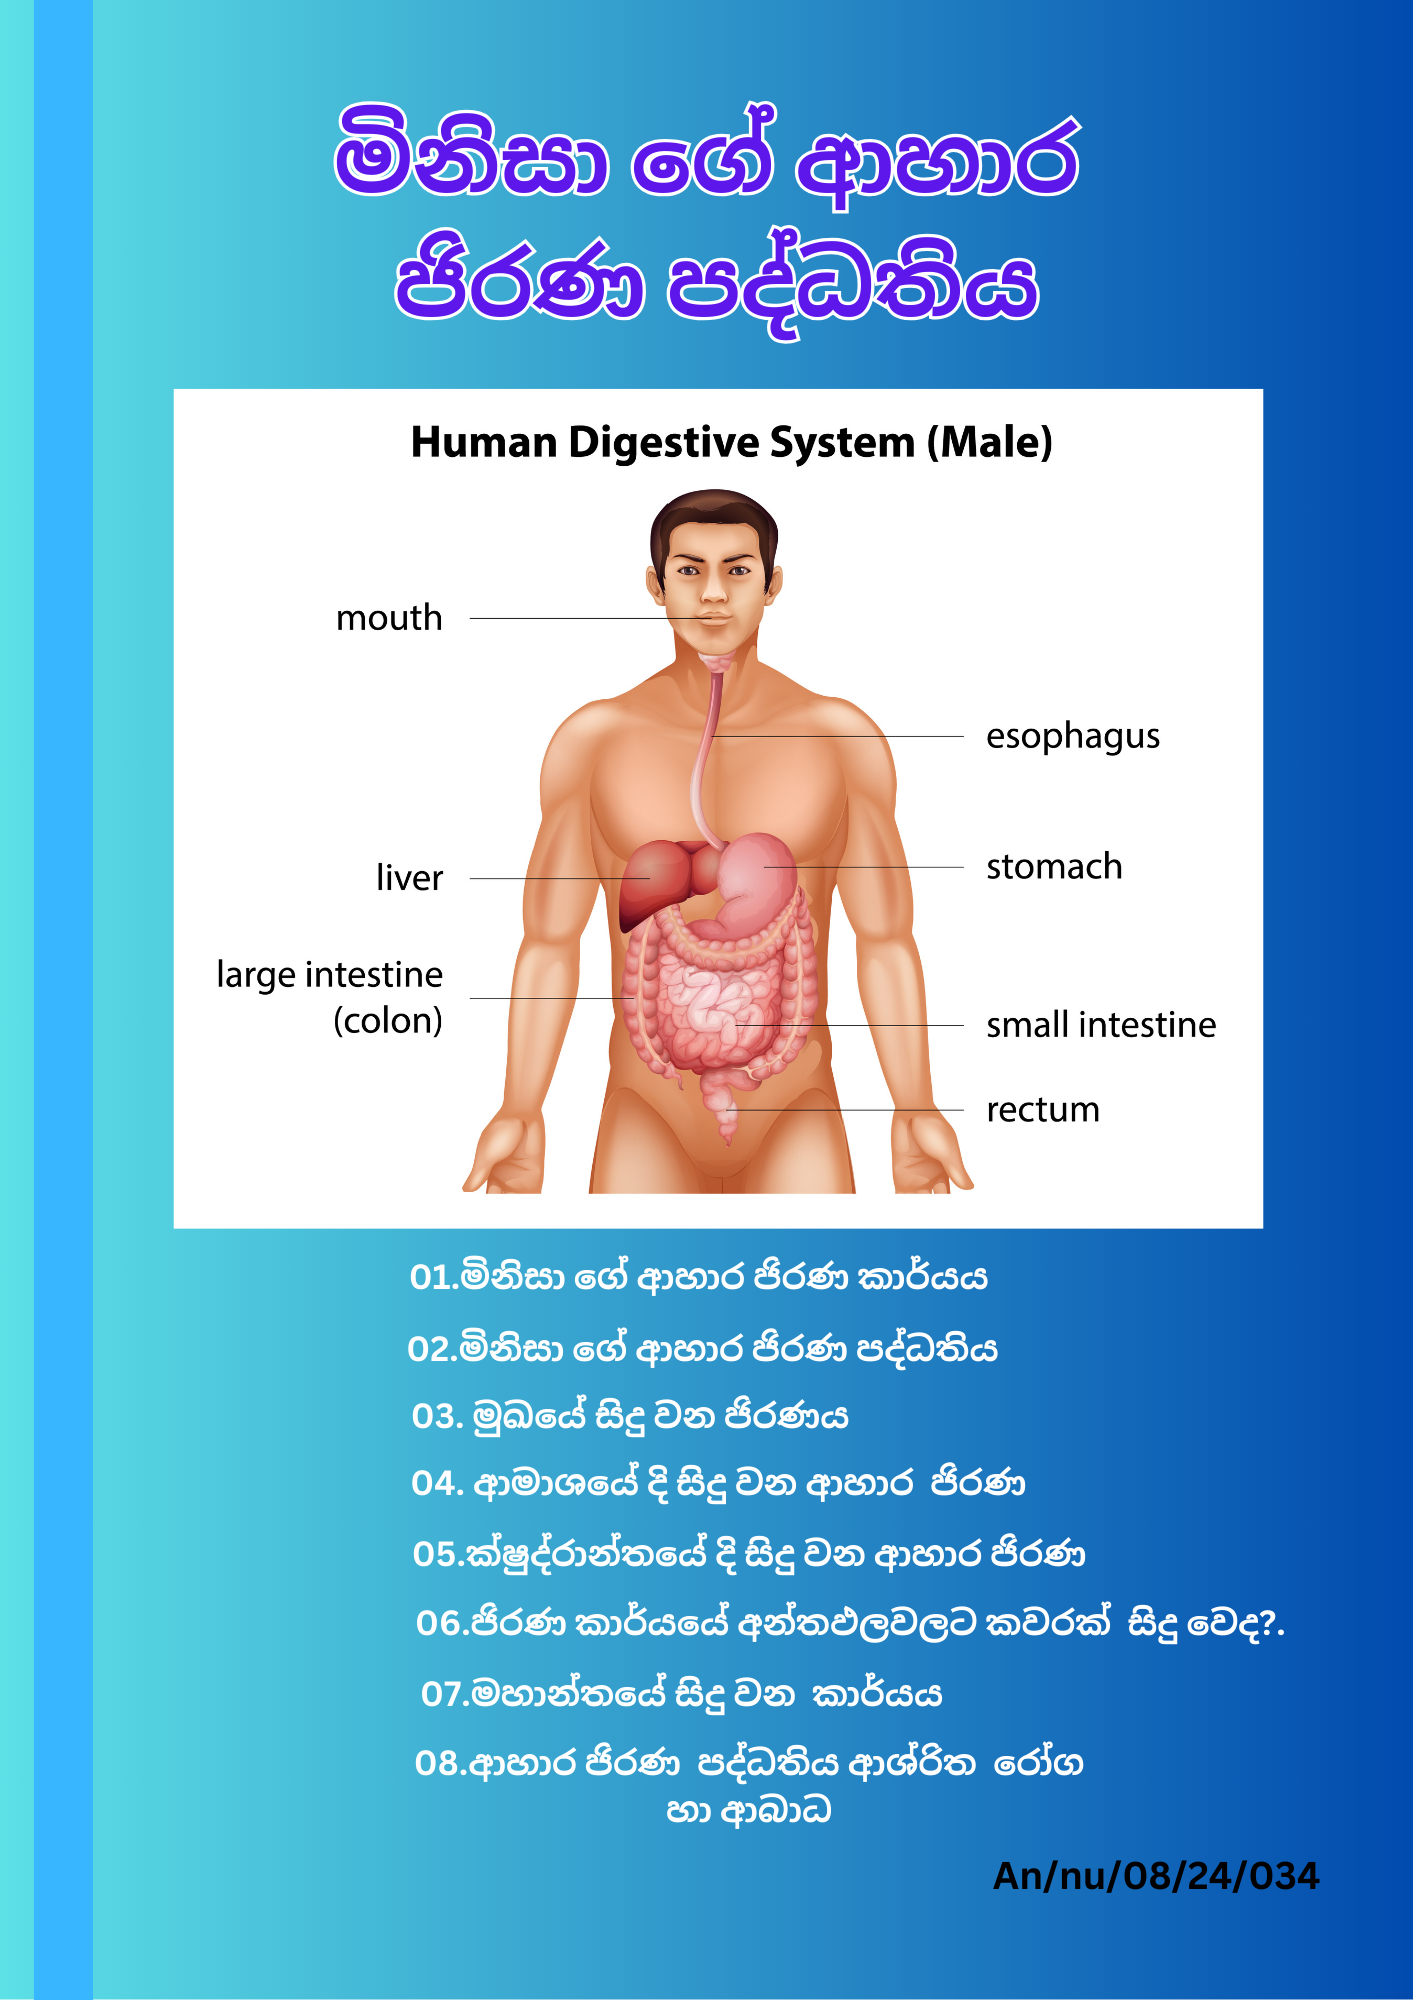 මිනිසා ගේ ආහාර
ජීරණ පද්ධතිය
Human Digestive System (Male)
mouth
esophagus
liver
stomach
large intestine
(colon)
small intestine
rectum
01.මිනිසා ගේ ආහාර ජීරණ කාර්යය
02.මිනිසා ගේ ආහාර ජීරණ පද්ධතිය
03. මුඛයේ සිදු වන ජීරණය
04. ආමාශයේ දි සිදු වන ආහාර ජීරණ
05.ක්ෂුද්රාන්තයේ දි සිදු වන ආහාර ජීරණ
06.ජීරණ කාර්යයේ අන්තඵලවලට කවරක් සිදු වෙද?.
07.මහාන්තයේ සිදු වන කාර්යය
08.ආහාර ජීරණ පද්ධතිය ආශ්රිත රෝග
හා ආබාධ
An/nu/08/24/034